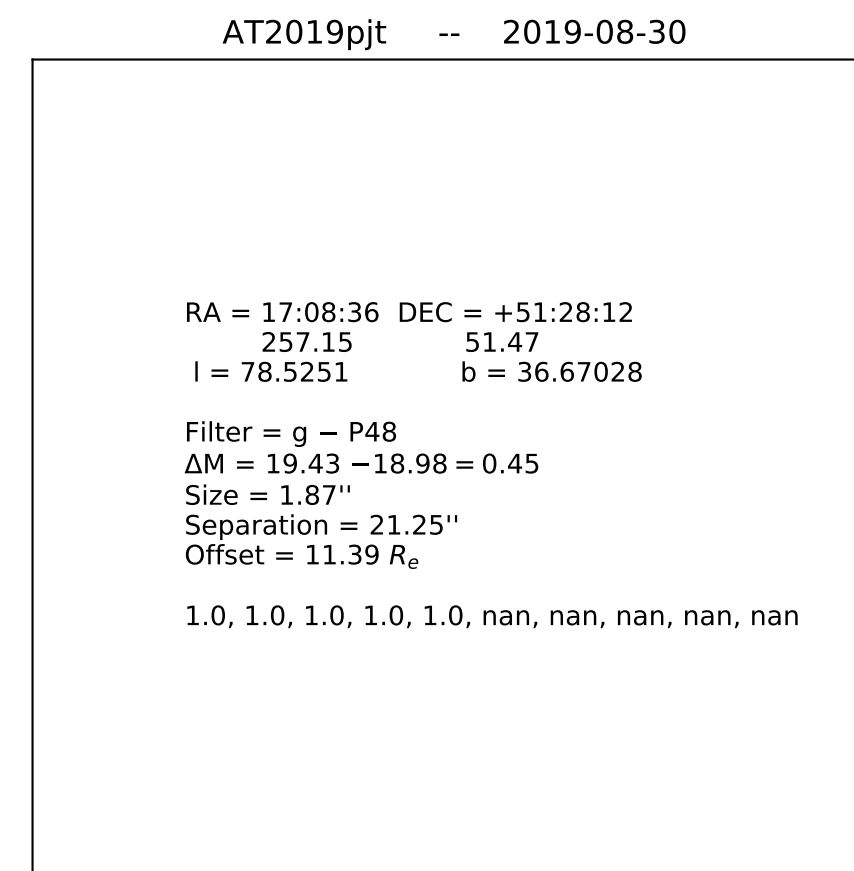 AT2019pjt -- 2019-08-30
RA = 17:08:36 DEC = +51:28:12
257.15 51.47
l = 78.5251 b = 36.67028
Filter = g − P48
ΔM = 19.43 −18.98 = 0.45
Size = 1.87''
Separation = 21.25''
Offset = 11.39 Rₑ
1.0, 1.0, 1.0, 1.0, 1.0, nan, nan, nan, nan, nan